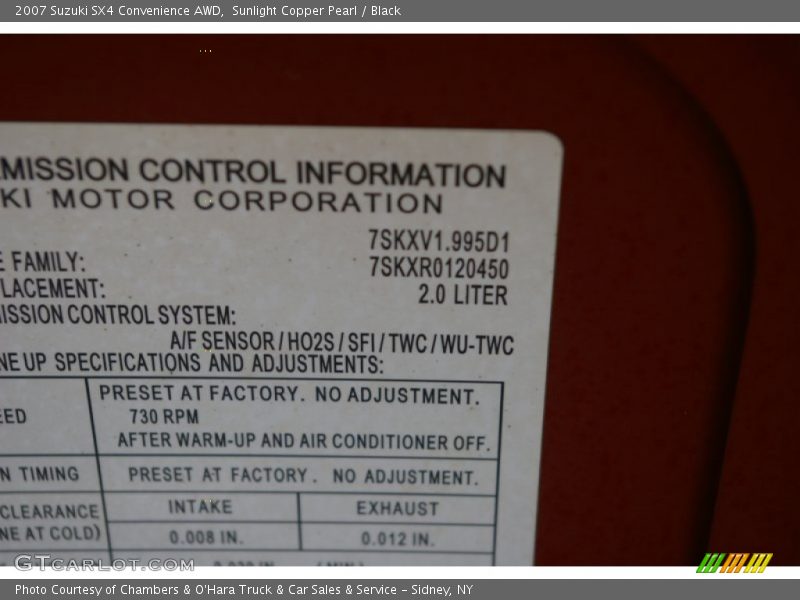 2007 Suzuki SX4 Convenience AWD,  Sunlight Copper Pearl / Black
MISSION CONTROL INFORMATION
KI MOTOR CORPORATION
7SKXV1.995D1
E FAMILY:
7SKXR0120450
LACEMENT:
2.0 LITER
ISSION CONTROL SYSTEM:
A/F SENSOR / HO2S / SFI / TWC / WU-TWC
NE UP SPECIFICATIONS AND ADJUSTMENTS:
PRESET AT FACTORY. NO ADJUSTMENT.
EED
730 RPM
AFTER WARM-UP AND AIR CONDITIONER OFF.
N TIMING
PRESET AT FACTORY. NO ADJUSTMENT.
CLEARANCE
INTAKE
EXHAUST
NE AT COLD)
0.008 IN.
0.012 IN.
GTCARLOT.COM
Photo Courtesy of Chambers & O'Hara Truck & Car Sales & Service – Sidney, NY